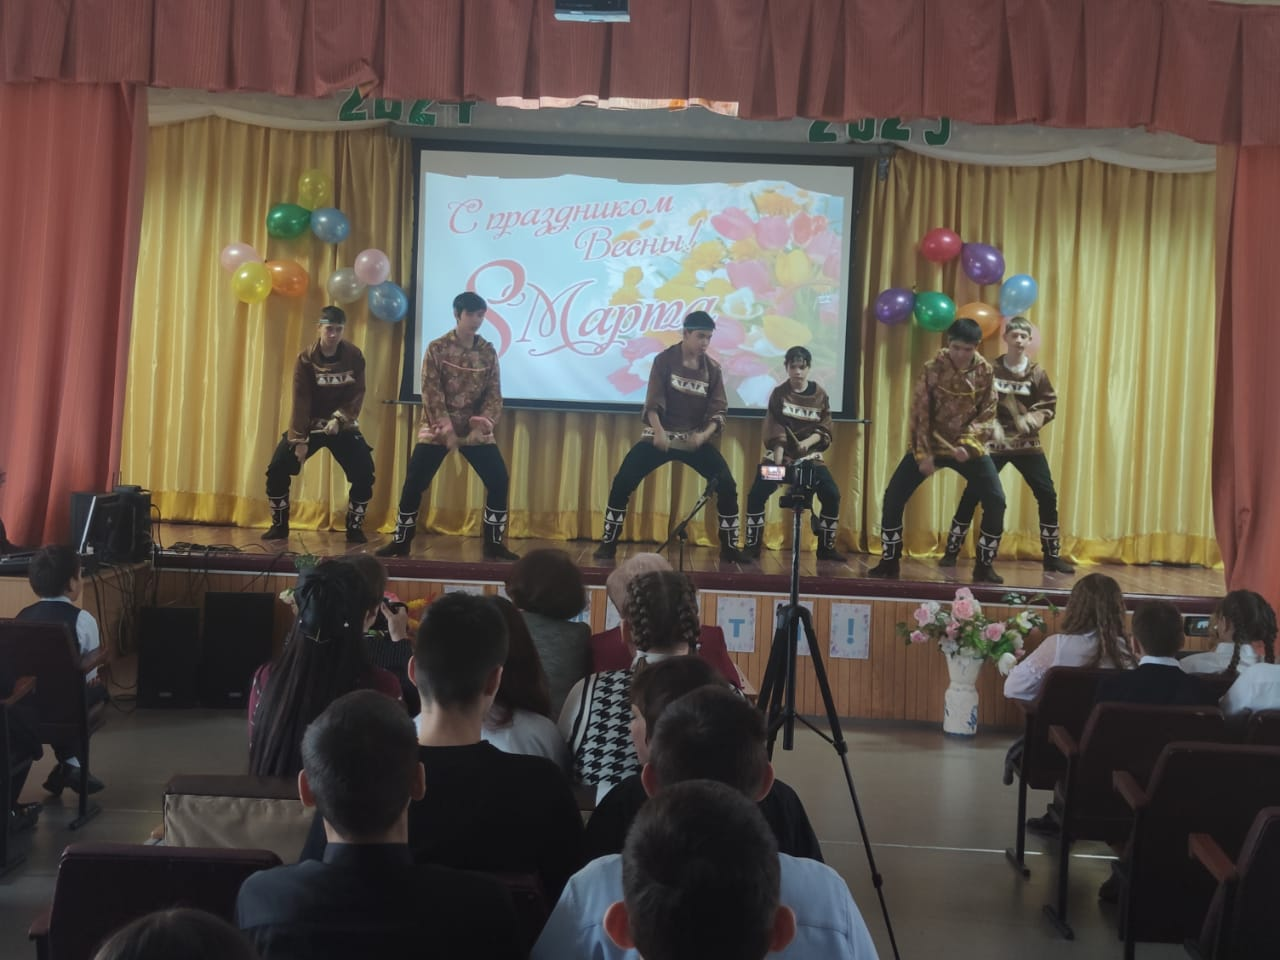 2024
2025
С праздником
Весны!
8 Марта
Т
!